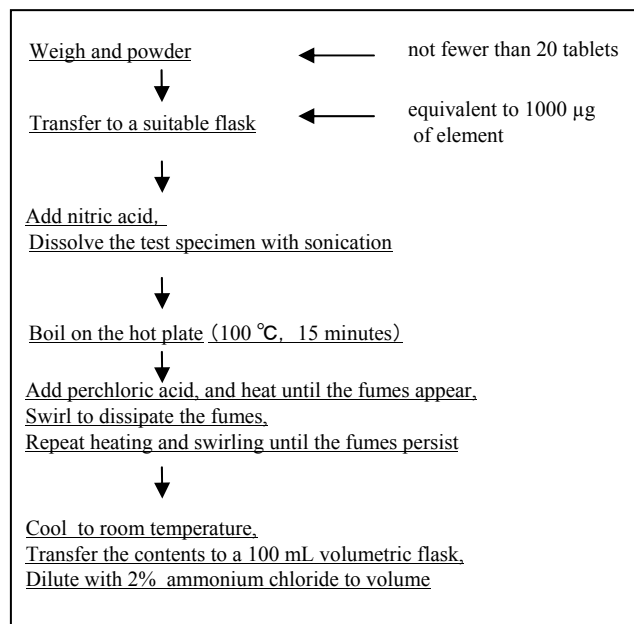 Weigh and powder
not fewer than 20 tablets
Transfer to a suitable flask
equivalent to 1000 µg
of element
Add nitric acid,
Dissolve the test specimen with sonication
Boil on the hot plate (100 ℃, 15 minutes)
Add perchloric acid, and heat until the fumes appear,
Swirl to dissipate the fumes,
Repeat heating and swirling until the fumes persist
Cool to room temperature,
Transfer the contents to a 100 mL volumetric flask,
Dilute with 2% ammonium chloride to volume